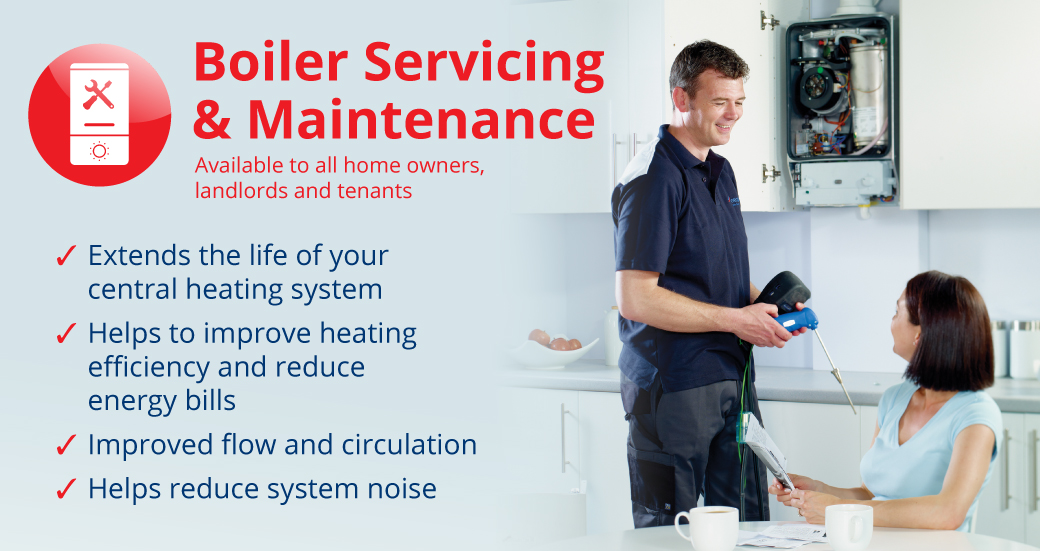 Boiler Servicing
& Maintenance
Available to all home owners,
landlords and tenants
✓ Extends the life of your
central heating system
✓ Helps to improve heating
efficiency and reduce
energy bills
✓ Improved flow and circulation
✓ Helps reduce system noise